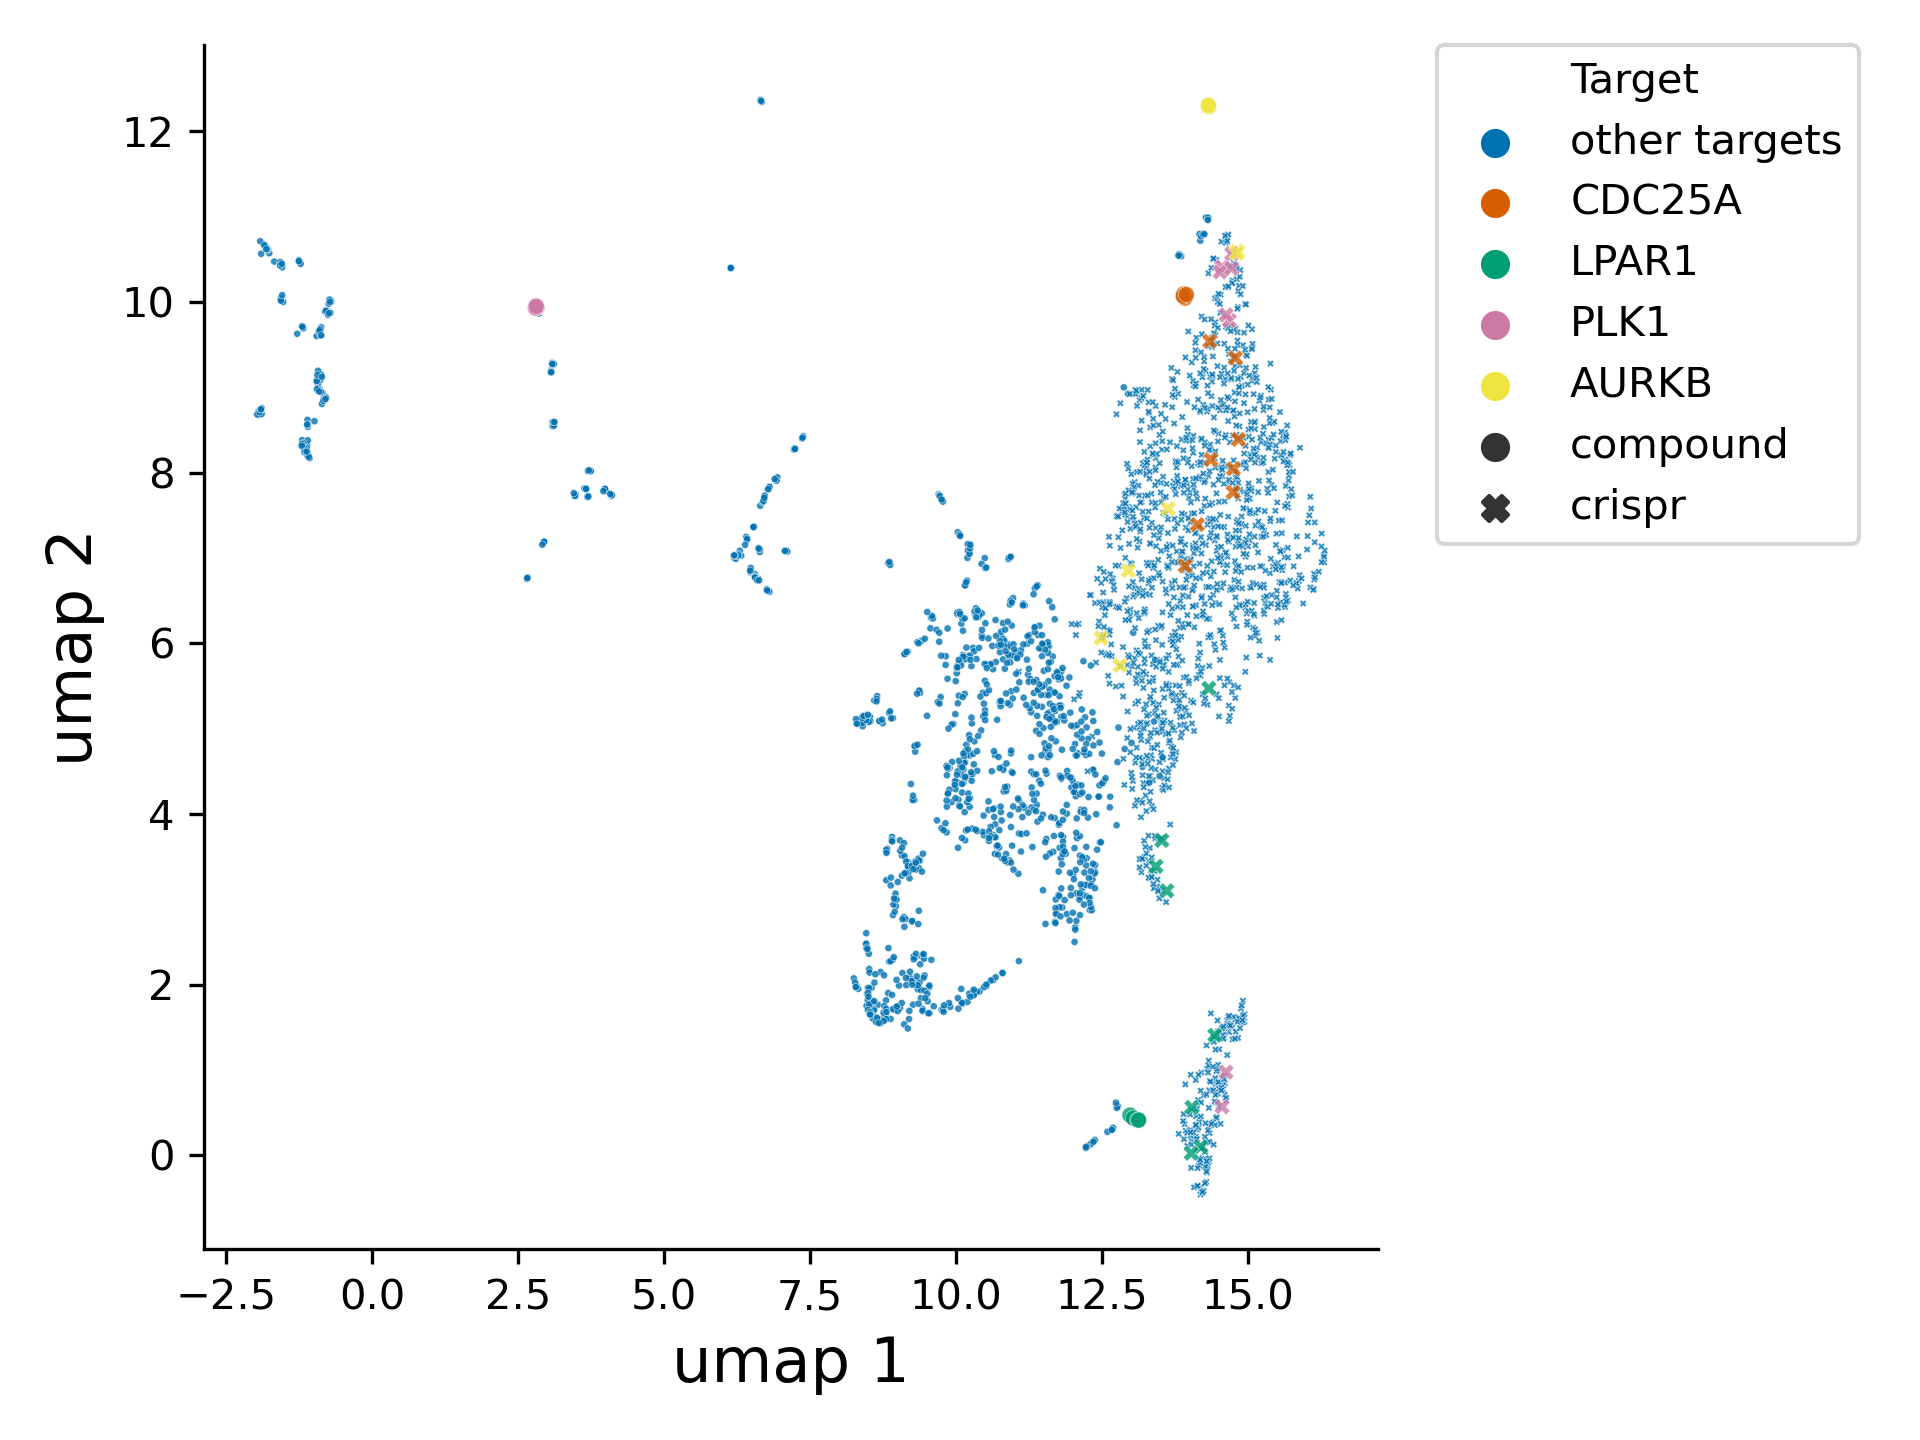 Target
other targets
CDC25A
LPAR1
PLK1
AURKB
compound
crispr
umap 2
12
10
8
6
4
2
0
−2.5 0.0 2.5 5.0 7.5 10.0 12.5 15.0
umap 1